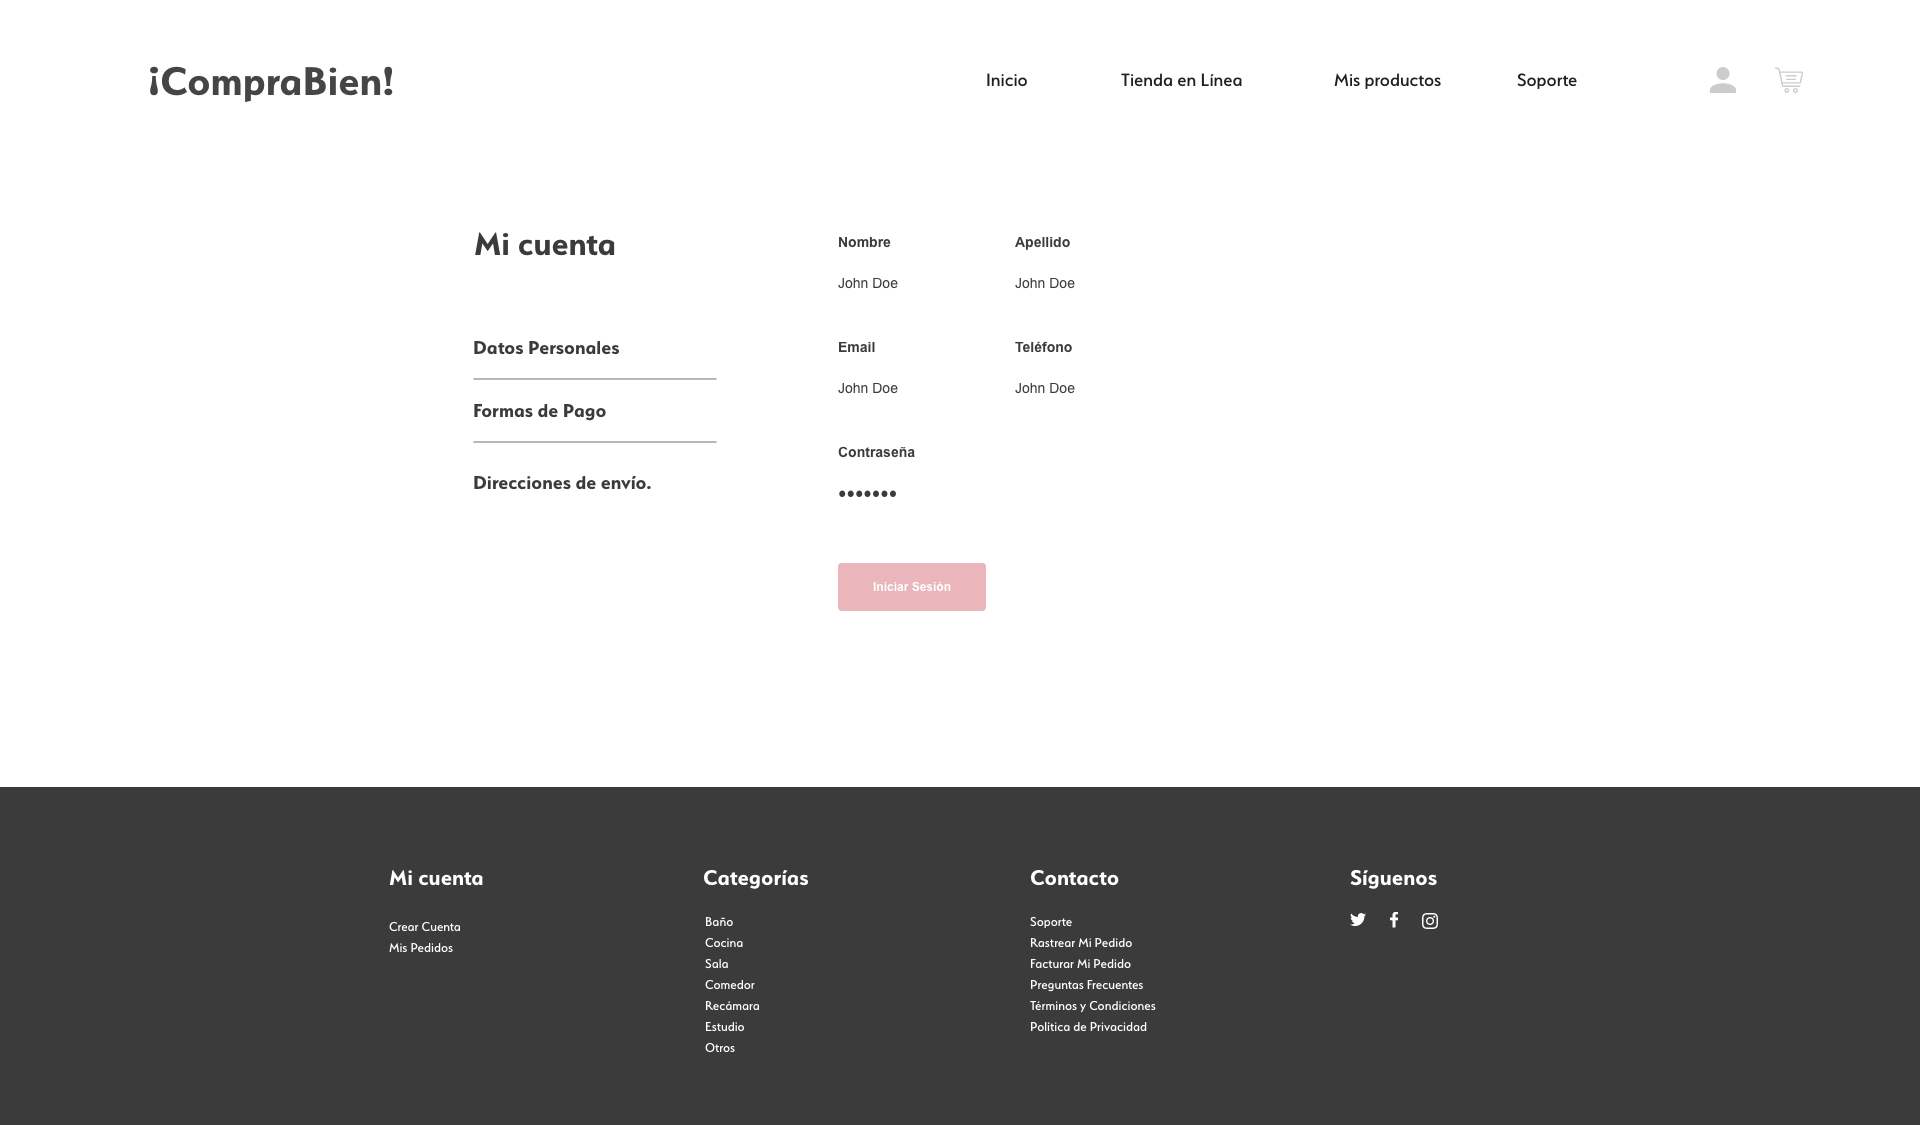 ¡CompraBien!
Inicio
Tienda en Línea
Mis productos
Soporte
Mi cuenta
Datos Personales
Formas de Pago
Direcciones de envío.
Nombre
Apellido
John Doe
John Doe
Email
Teléfono
John Doe
John Doe
Contraseña
•••••••
Iniciar Sesión
Mi cuenta
Crear Cuenta
Mis Pedidos
Categorías
Baño
Cocina
Sala
Comedor
Recámara
Estudio
Otros
Contacto
Soporte
Rastrear Mi Pedido
Facturar Mi Pedido
Preguntas Frecuentes
Términos y Condiciones
Política de Privacidad
Síguenos